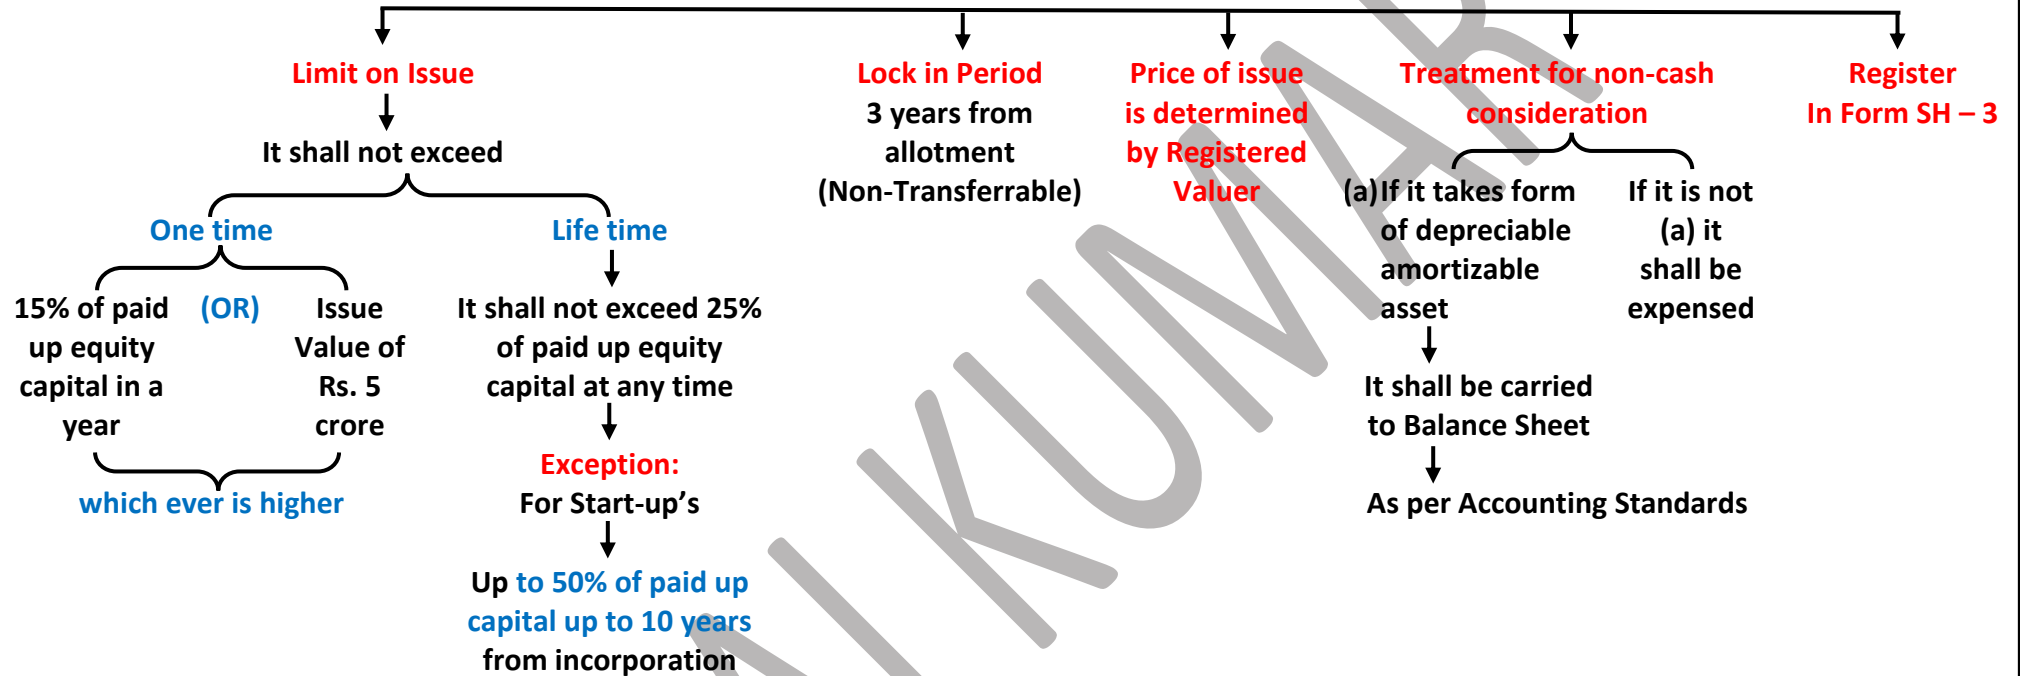 Limit on Issue
It shall not exceed
One time
15% of paid
up equity
capital in a
year
(OR)
Issue
Value of
Rs. 5
crore
which ever is higher
Life time
It shall not exceed 25%
of paid up equity
capital at any time
Exception:
For Start-up’s
Up to 50% of paid up
capital up to 10 years
from incorporation
Lock in Period
3 years from
allotment
(Non-Transferrable)
Price of issue
is determined
by Registered
Valuer
Treatment for non-cash
consideration
(a)If it takes form
of depreciable
amortizable
asset
It shall be carried
to Balance Sheet
As per Accounting Standards
If it is not
(a) it
shall be
expensed
Register
In Form SH – 3
KUMAR